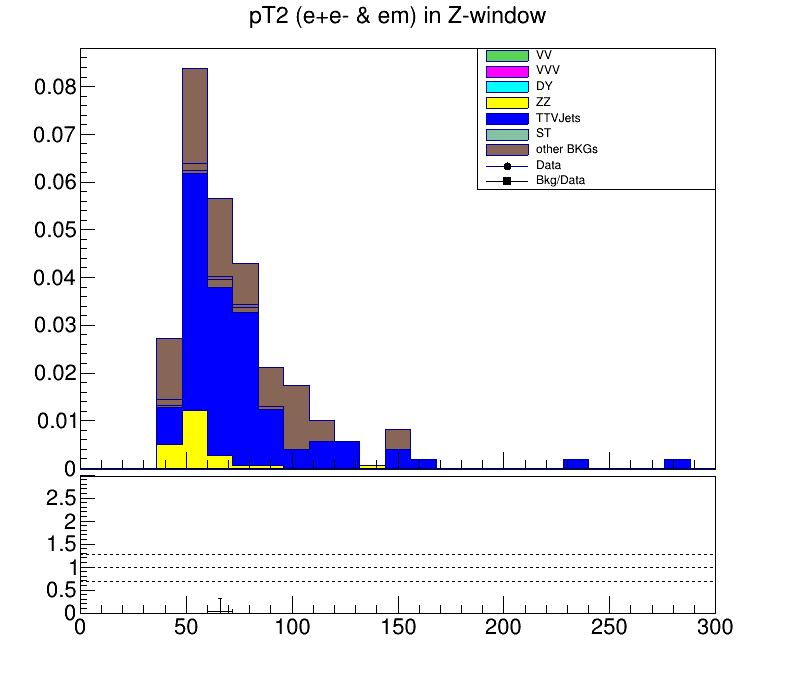 pT2 (e+e- & em) in Z-window
VV
VVV
DY
ZZ
TTVJets
ST
other BKGs
Data
Bkg/Data
0.08
0.07
0.06
0.05
0.04
0.03
0.02
0.01
0
2.5
2
1.5
1
0.5
0
0 50 100 150 200 250 300